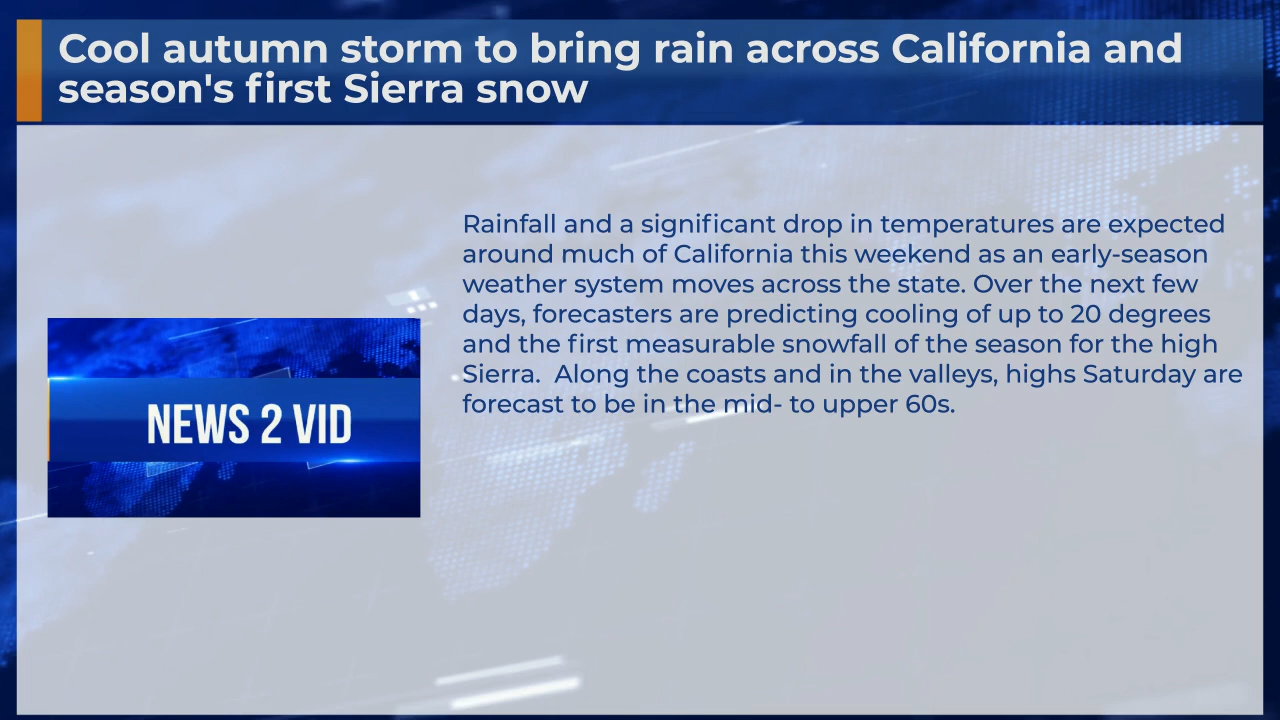 Cool autumn storm to bring rain across California and
season's first Sierra snow
Rainfall and a significant drop in temperatures are expected
around much of California this weekend as an early-season
weather system moves across the state. Over the next few
days, forecasters are predicting cooling of up to 20 degrees
and the first measurable snowfall of the season for the high
Sierra.  Along the coasts and in the valleys, highs Saturday are
forecast to be in the mid- to upper 60s.
NEWS 2 VID